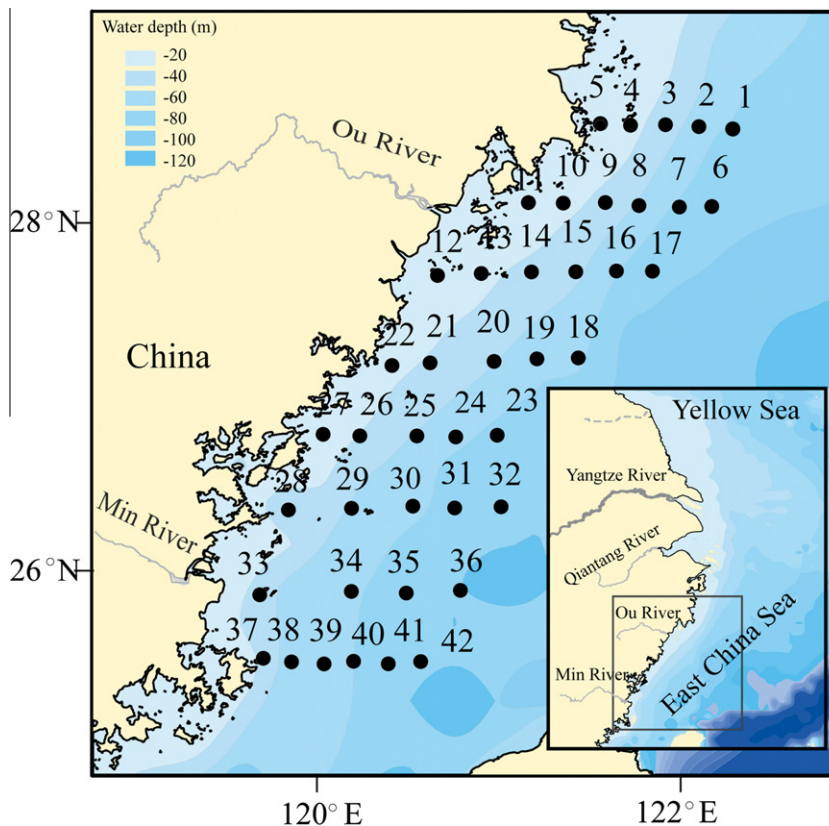 Water depth (m)
-20
-40
-60
-80
-100
-120
5 4 3 2 1
Ou River
11 10 9 8 7 6
28°N
12 13 14 15 16 17
22 21 20 19 18
China
27 26 25 24 23
28 29 30 31 32
Min River
26°N
33 34 35 36
37 38 39 40 41 42
120°E
122°E
Yellow Sea
Yangtze River
Qiantang River
Ou River
Min River
East China Sea